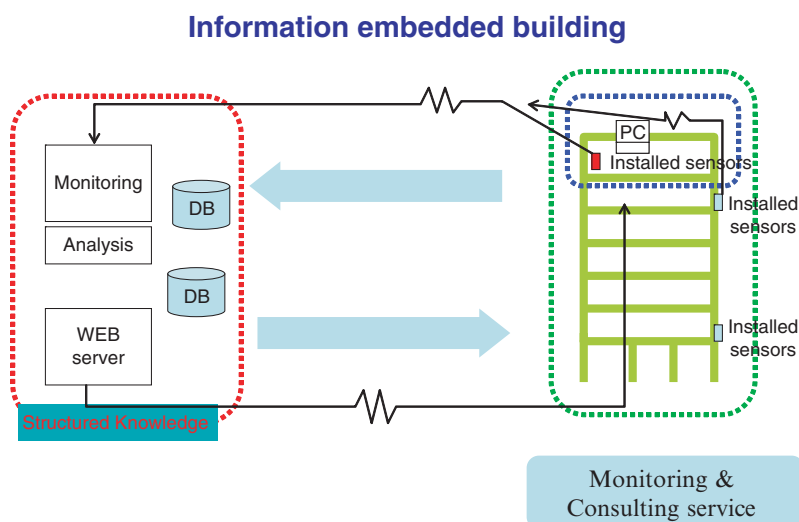 Information embedded building
Monitoring
Analysis
DB
DB
WEB
server
Structured Knowledge
PC
Installed sensors
Installed
sensors
Installed
sensors
Monitoring &
Consulting service